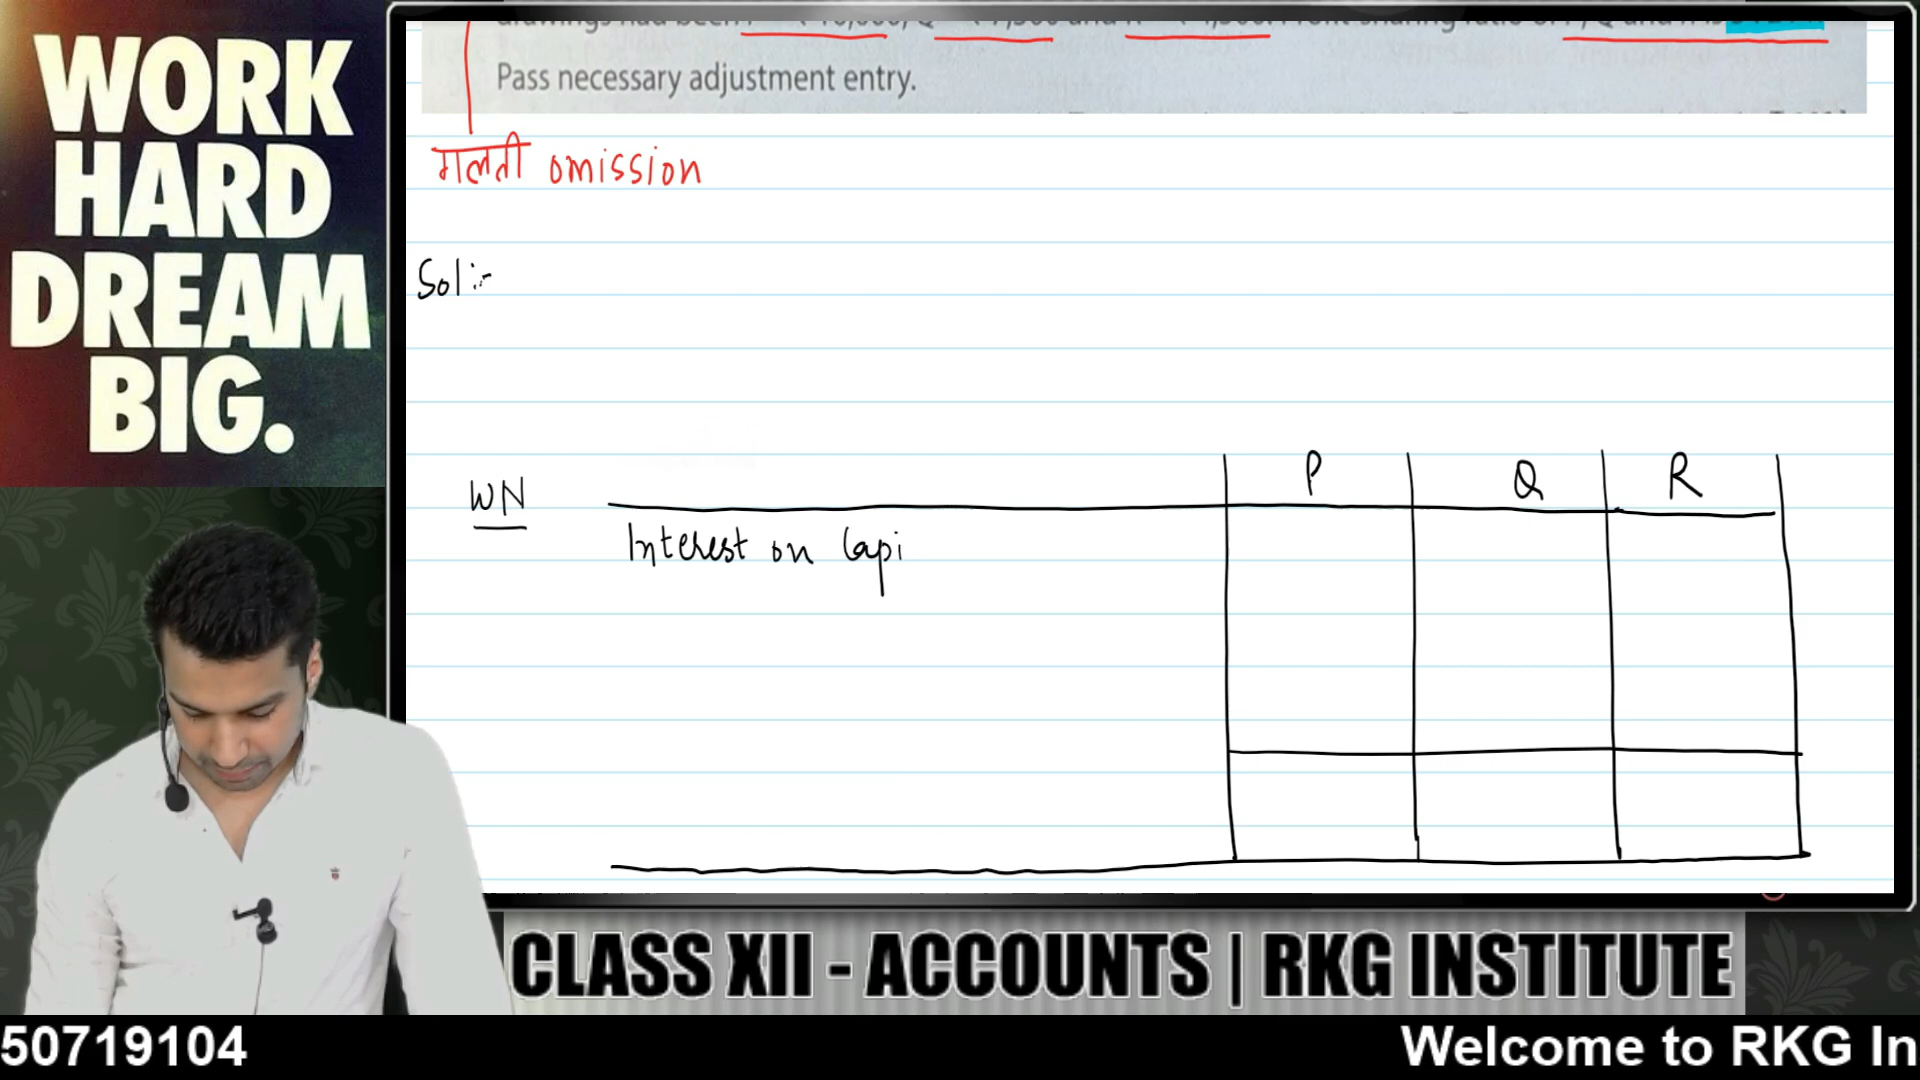 WORK
HARD
DREAM
BIG.
Pass necessary adjustment entry.
गलती omission
Sol :-
P Q R
WN
Interest on Capi
CLASS XII - ACCOUNTS | RKG INSTITUTE
50719104 Welcome to RKG In